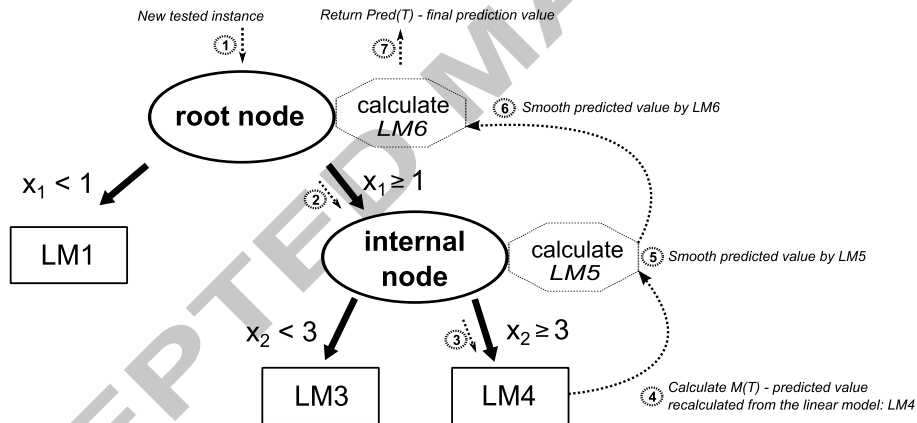 New tested instance
Return Pred(T) - final prediction value
1
7
root node
calculate
LM6
6 Smooth predicted value by LM6
x₁ < 1
2
x₁ ≥ 1
LM1
internal
node
calculate
LM5
5 Smooth predicted value by LM5
x₂ < 3
3
x₂ ≥ 3
LM3
LM4
4 Calculate M(T) - predicted value
recalculated from the linear model: LM4
EPTED MA